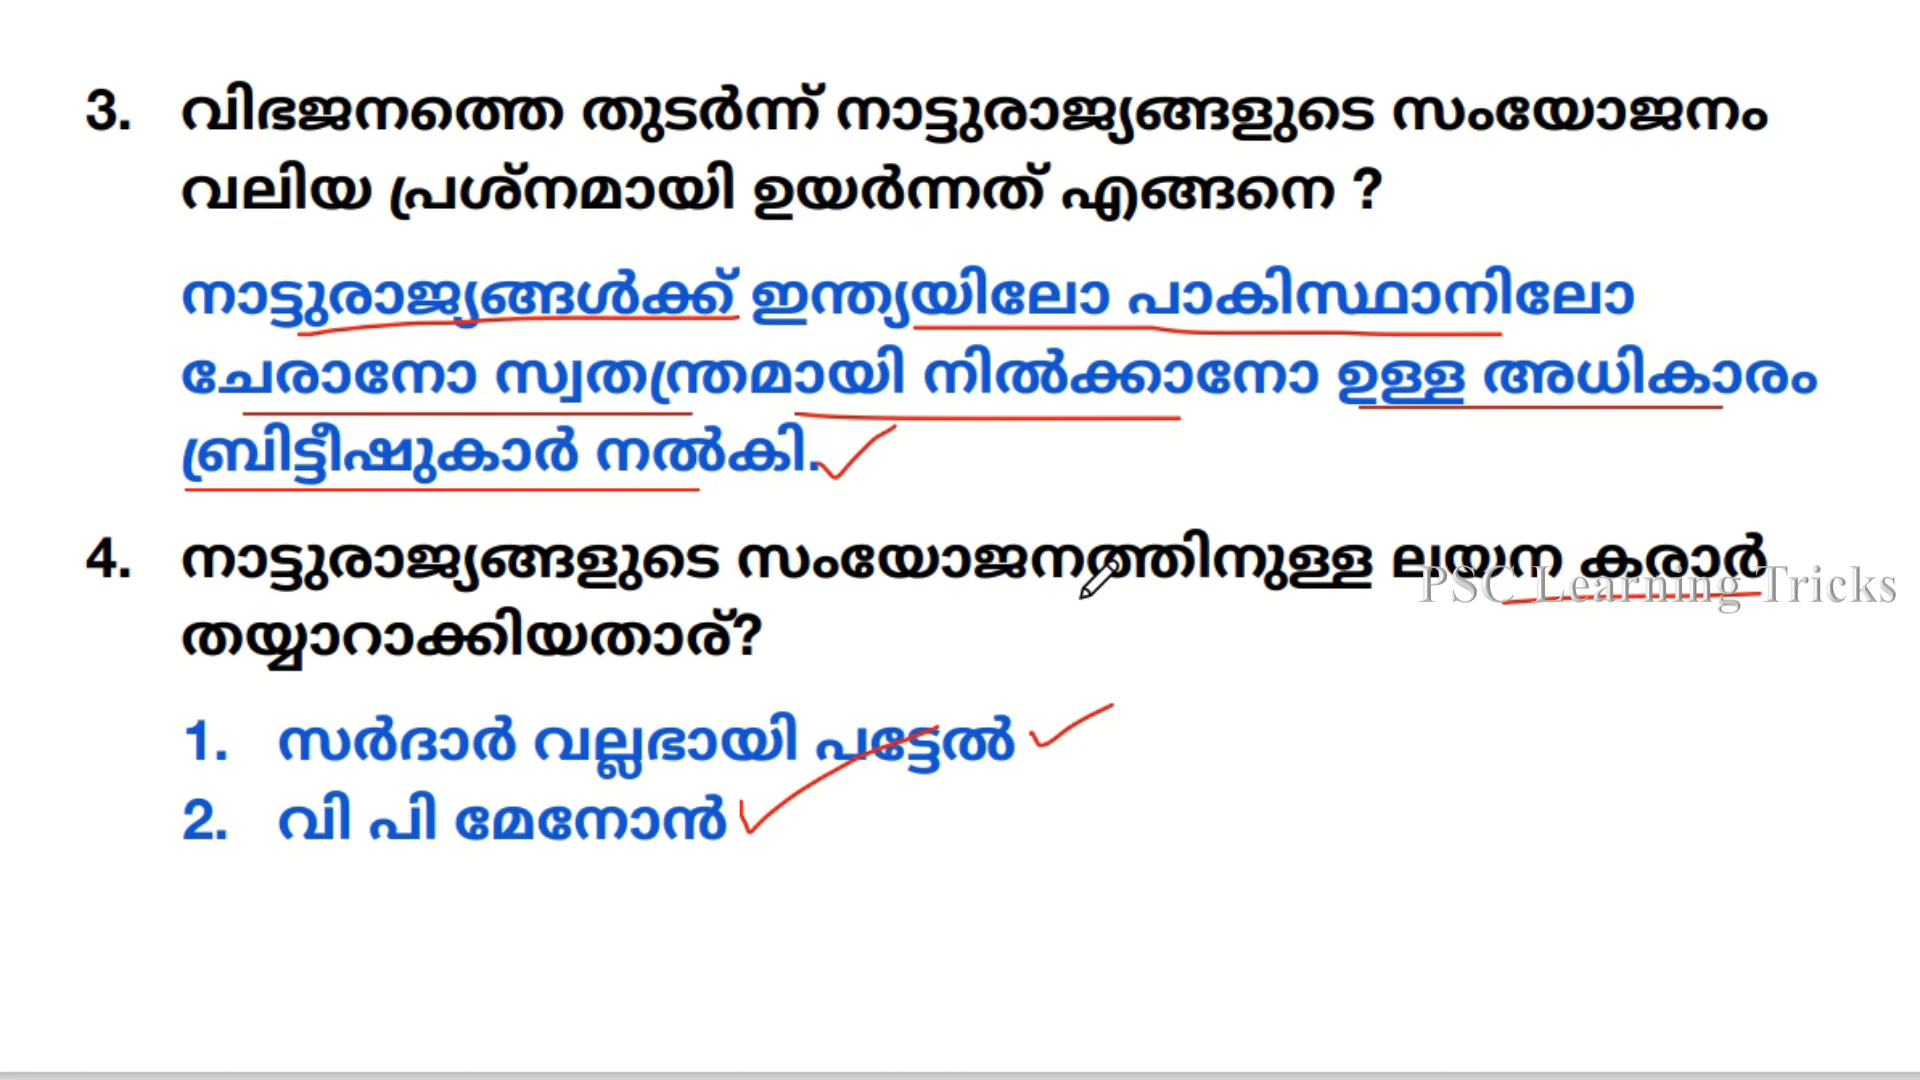 3. വിഭജനത്തെ തുടർന്ന് നാട്ടുരാജ്യങ്ങളുടെ സംയോജനം
വലിയ പ്രശ്നമായി ഉയർന്നത് എങ്ങനെ ?
നാട്ടുരാജ്യങ്ങൾക്ക് ഇന്ത്യയിലോ പാകിസ്ഥാനിലോ
ചേരാനോ സ്വതന്ത്രമായി നിൽക്കാനോ ഉള്ള അധികാരം
ബ്രിട്ടീഷുകാർ നൽകി.
4. നാട്ടുരാജ്യങ്ങളുടെ സംയോജനത്തിനുള്ള ലയന കരാർ
PSC Learning Tricks
തയ്യാറാക്കിയതാര്?
1. സർദാർ വല്ലഭായി പട്ടേൽ
2. വി പി മേനോൻ